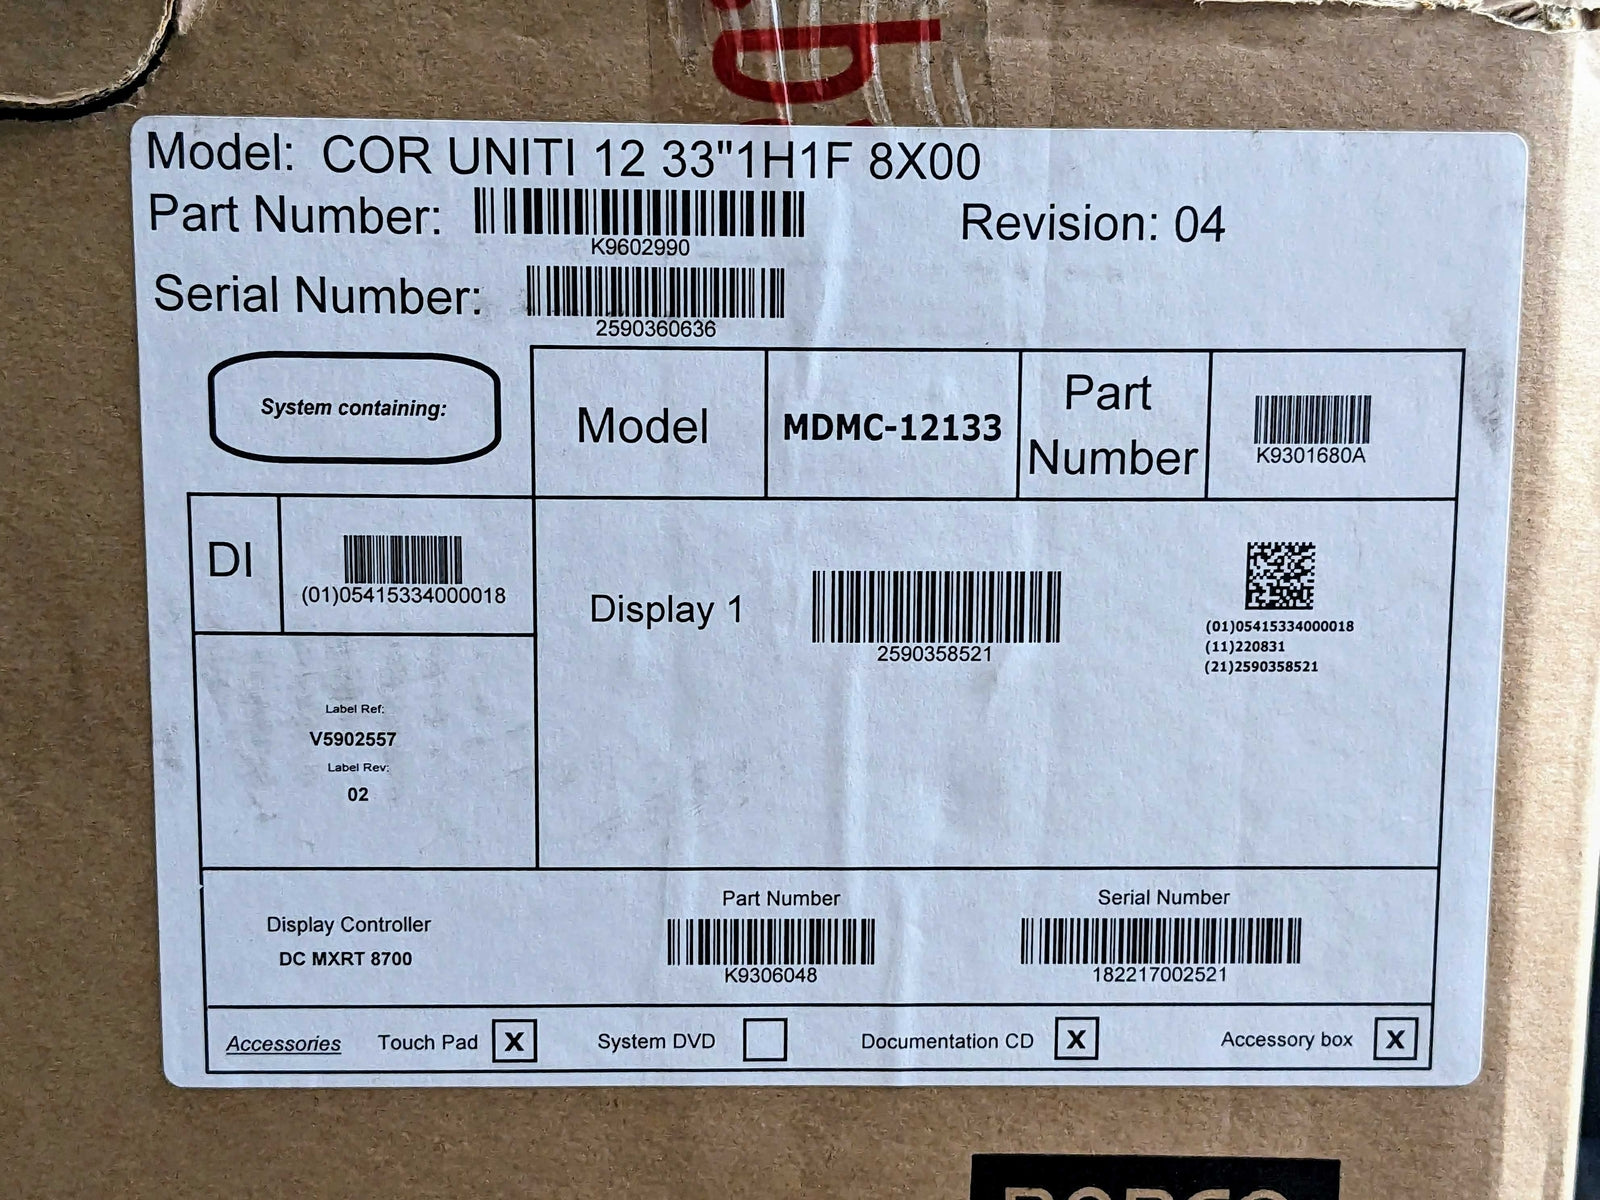 Model: COR UNITI 12 33"1H1F 8X00
Part Number:
K9602990
Revision: 04
Serial Number:
2590360636
System containing:
Model
MDMC-12133
Part
Number
K9301680A
DI
(01)05415334000018
Display 1
2590358521
(01)05415334000018
(11)220831
(21)2590358521
Label Ref:
V5902557
Label Rev:
02
Display Controller
DC MXRT 8700
Part Number
K9306048
Serial Number
182217002521
Accessories
Touch Pad X
System DVD
Documentation CD X
Accessory box X